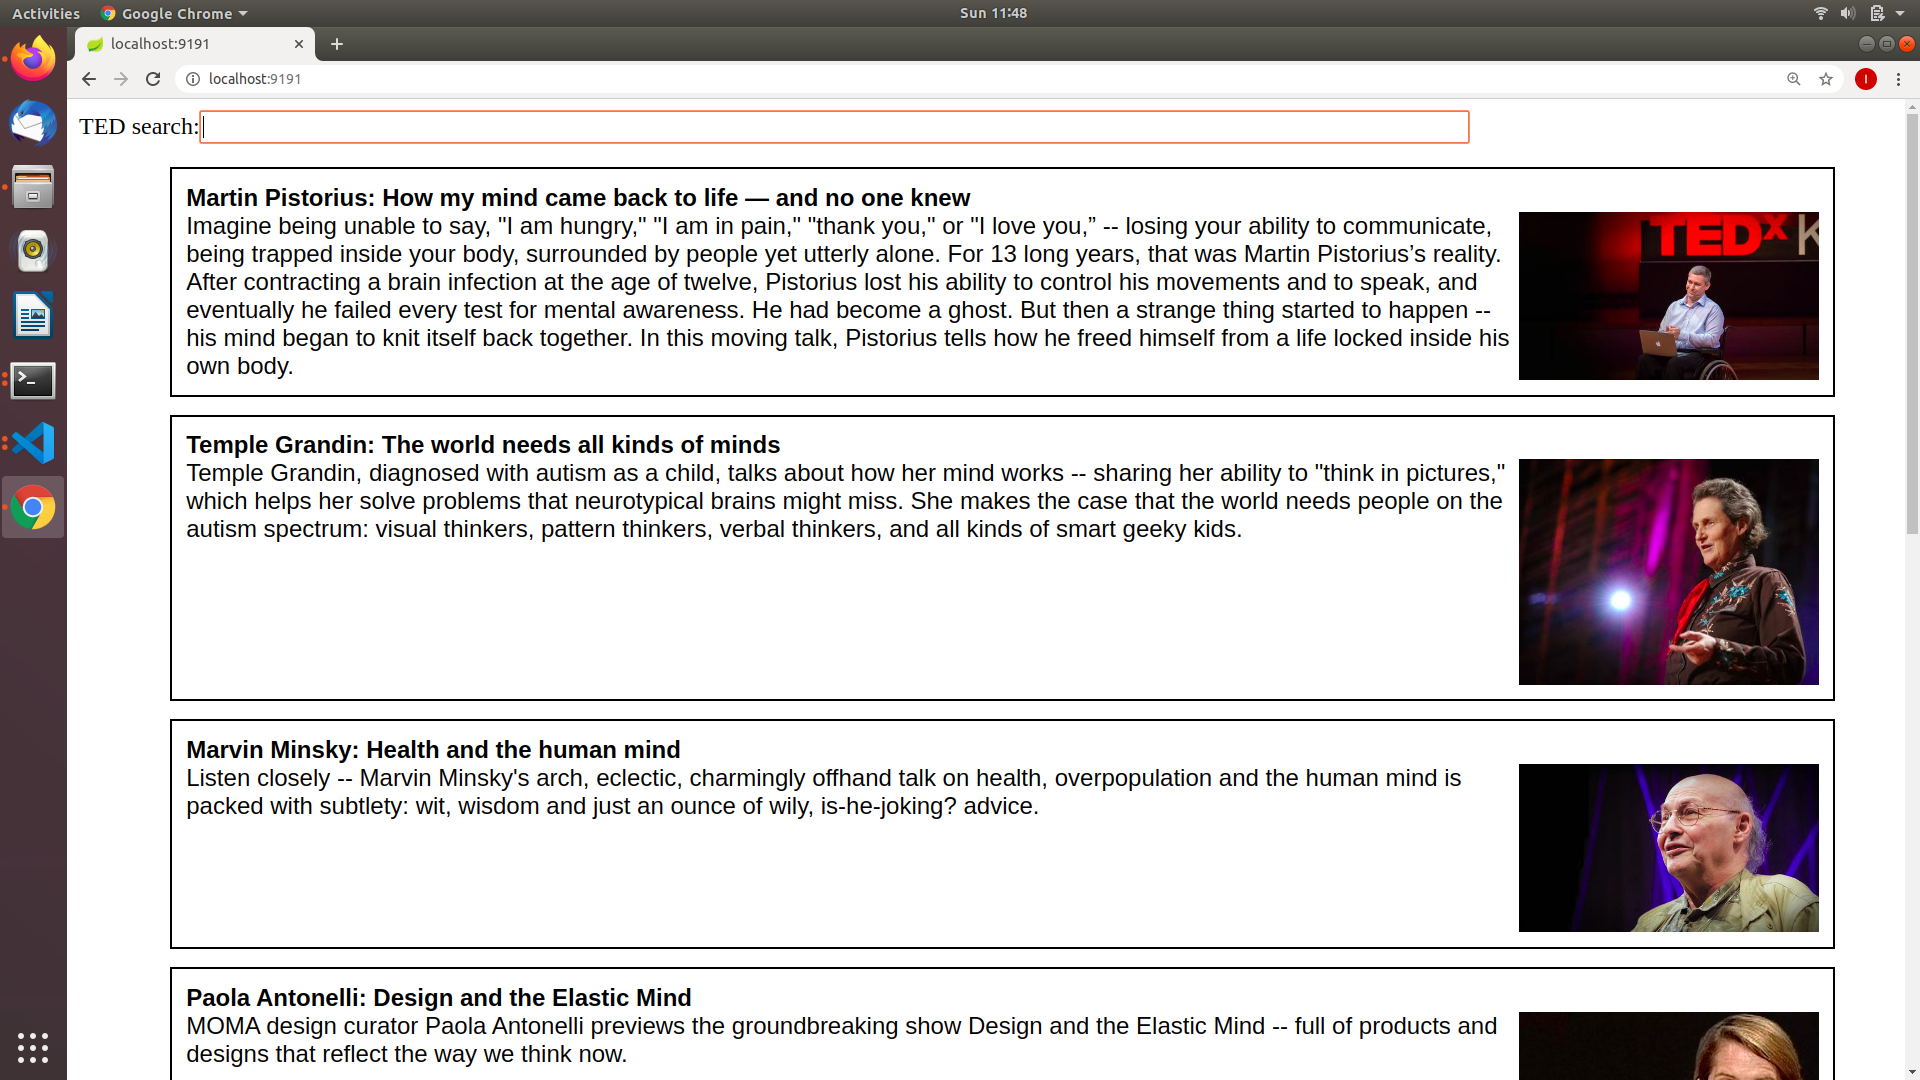 Activities Google Chrome Sun 11:48
localhost:9191
localhost:9191 I
TED search:
Martin Pistorius: How my mind came back to life — and no one knew
Imagine being unable to say, "I am hungry," "I am in pain," "thank you," or "I love you,” -- losing your ability to communicate,
being trapped inside your body, surrounded by people yet utterly alone. For 13 long years, that was Martin Pistorius’s reality.
After contracting a brain infection at the age of twelve, Pistorius lost his ability to control his movements and to speak, and
eventually he failed every test for mental awareness. He had become a ghost. But then a strange thing started to happen --
his mind began to knit itself back together. In this moving talk, Pistorius tells how he freed himself from a life locked inside his
own body.
TEDx K
Temple Grandin: The world needs all kinds of minds
Temple Grandin, diagnosed with autism as a child, talks about how her mind works -- sharing her ability to "think in pictures,"
which helps her solve problems that neurotypical brains might miss. She makes the case that the world needs people on the
autism spectrum: visual thinkers, pattern thinkers, verbal thinkers, and all kinds of smart geeky kids.
Marvin Minsky: Health and the human mind
Listen closely -- Marvin Minsky's arch, eclectic, charmingly offhand talk on health, overpopulation and the human mind is
packed with subtlety: wit, wisdom and just an ounce of wily, is-he-joking? advice.
Paola Antonelli: Design and the Elastic Mind
MOMA design curator Paola Antonelli previews the groundbreaking show Design and the Elastic Mind -- full of products and
designs that reflect the way we think now.